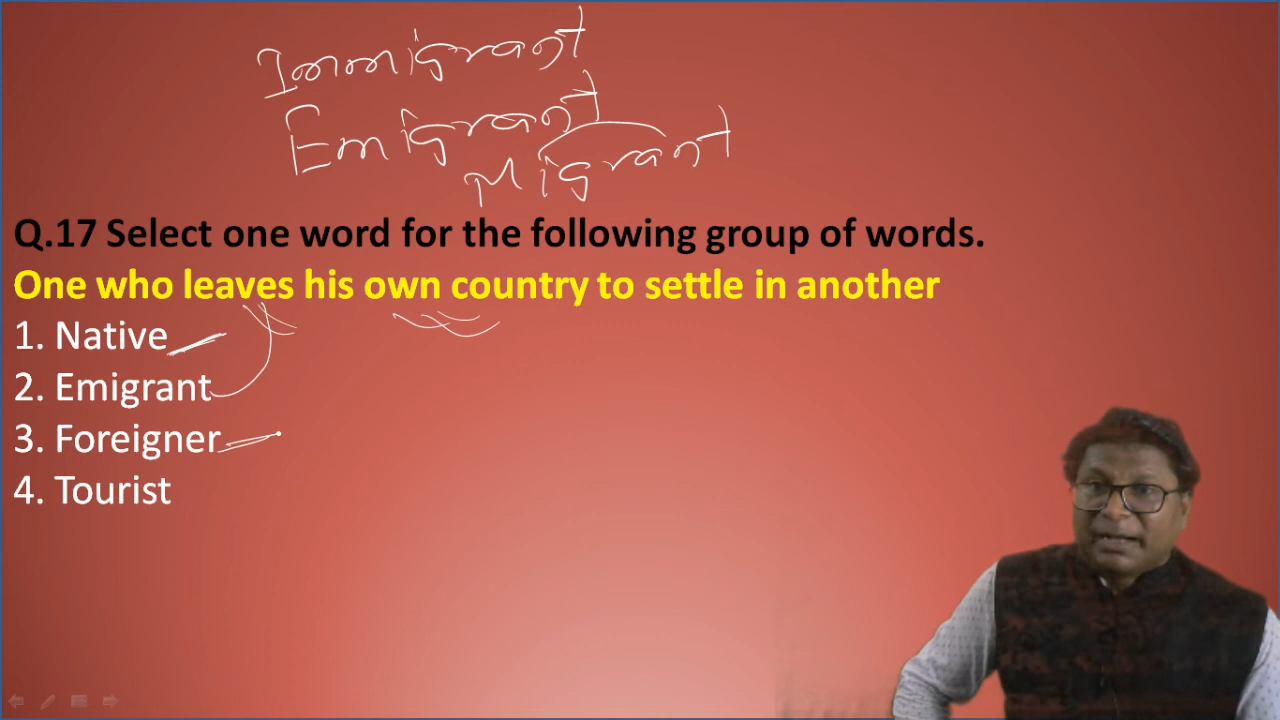 Immigrant
Emigrant
Migrant
Q.17 Select one word for the following group of words.
One who leaves his own country to settle in another
1. Native
2. Emigrant
3. Foreigner
4. Tourist